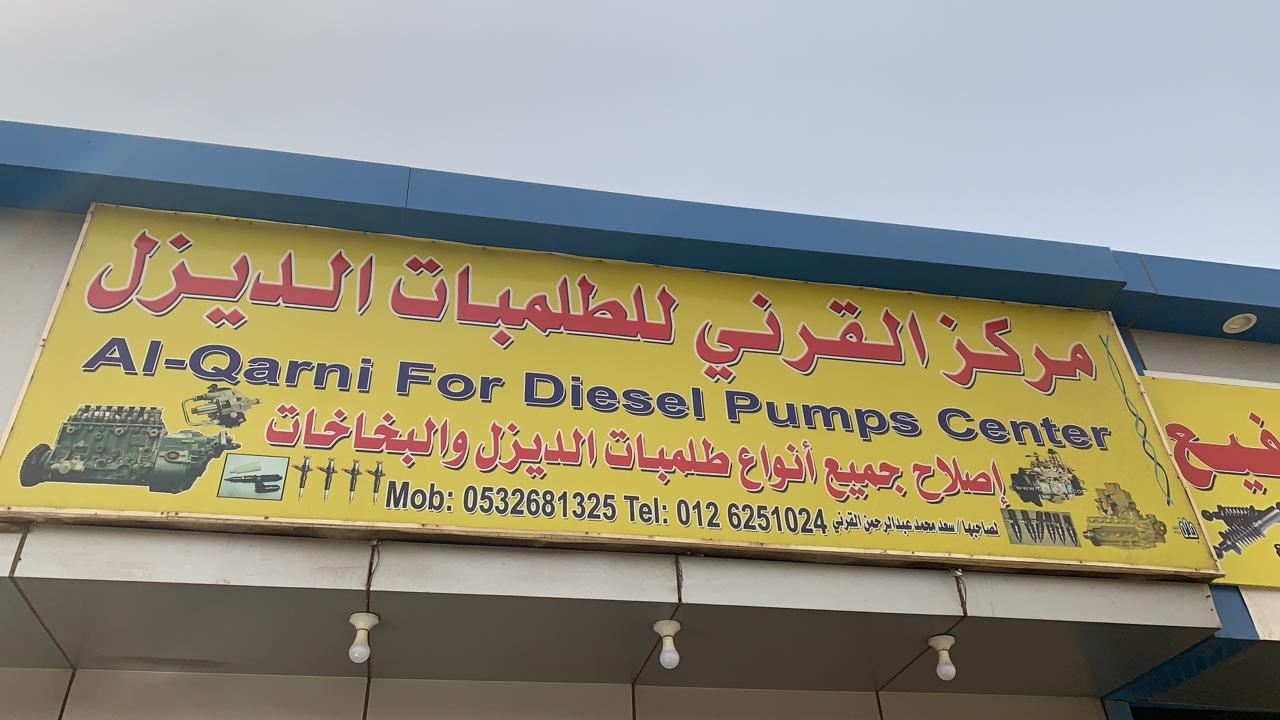 مركز القرني للطلمبات الديزل
Al-Qarni For Diesel Pumps Center
إصلاح جميع أنواع طلمبات الديزل والبخاخات
Mob: 0532681325 Tel: 012 6251024 لصاحبها / سعد محمد عبدالرحمن القرني